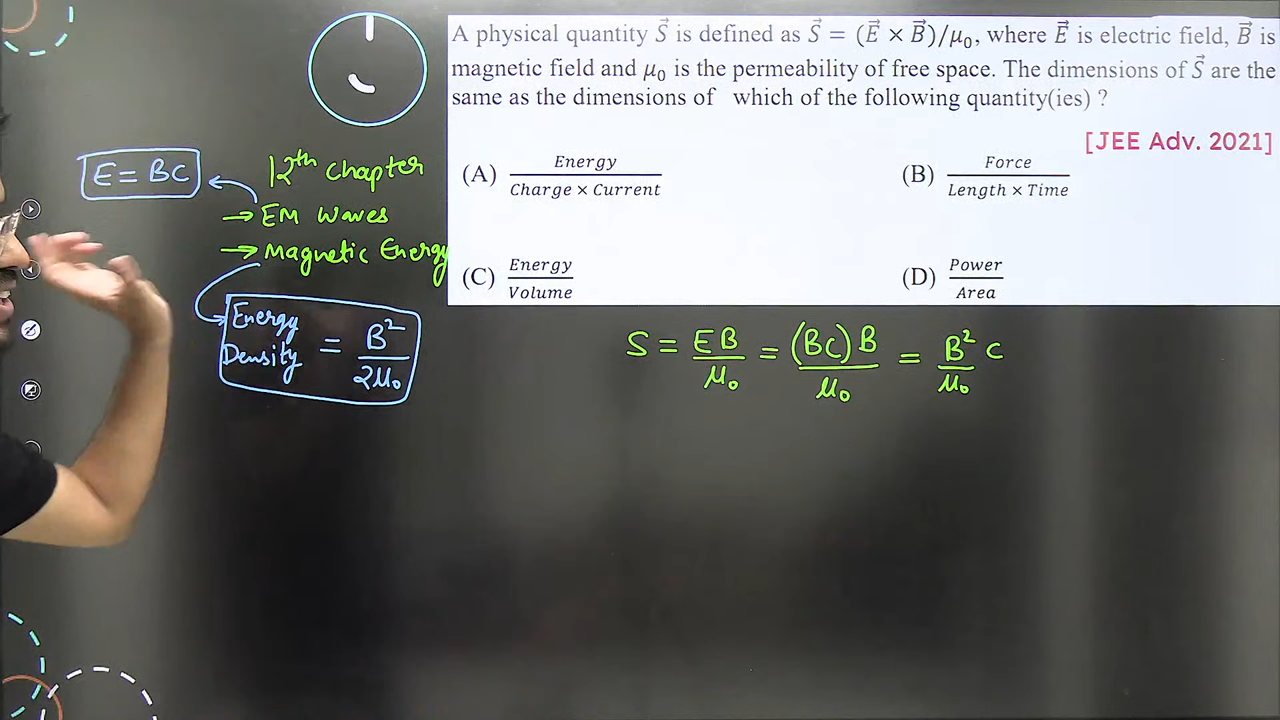 A physical quantity S⃗ is defined as S⃗ = (E⃗ × B⃗)/μ₀, where E⃗ is electric field, B⃗ is
magnetic field and μ₀ is the permeability of free space. The dimensions of S⃗ are the
same as the dimensions of which of the following quantity(ies) ?
[JEE Adv. 2021]
(A) Energy / Charge × Current
(B) Force / Length × Time
(C) Energy / Volume
(D) Power / Area
12th Chapter
E = BC
→ EM Waves
→ Magnetic Energy
Energy Density = B² / 2μ₀
S = EB / μ₀ = (BC) B / μ₀ = B² / μ₀ C